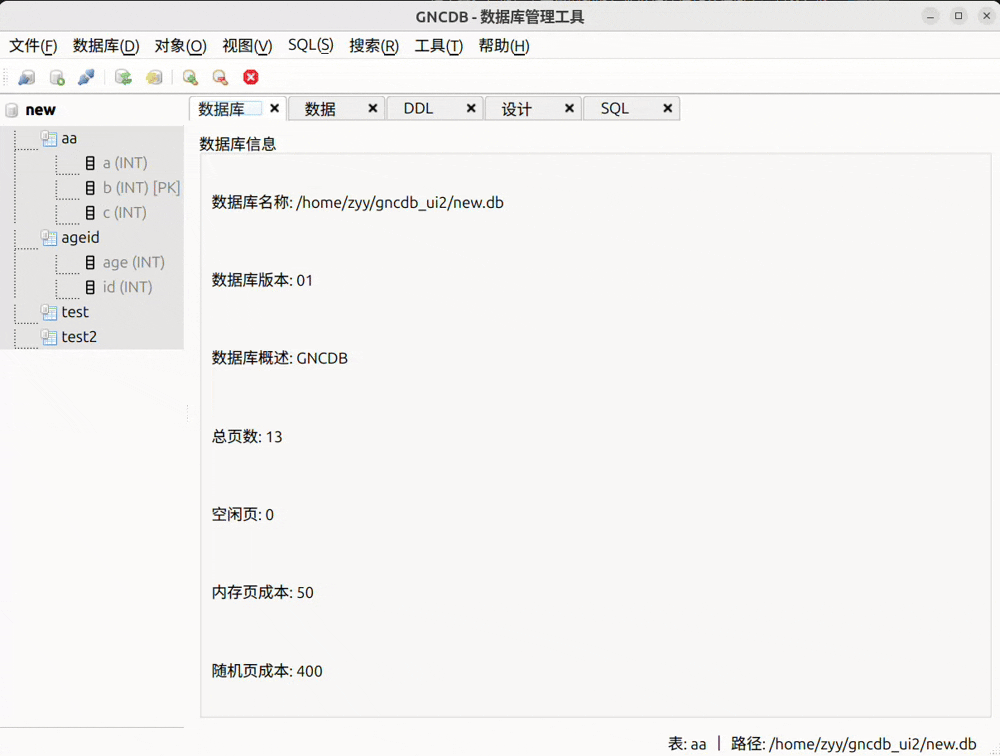 GNCDB - 数据库管理工具
文件(F) 数据库(D) 对象(O) 视图(V) SQL(S) 搜索(R) 工具(T) 帮助(H)
new
aa
a (INT)
b (INT) [PK]
c (INT)
ageid
age (INT)
id (INT)
test
test2
数据库 数据 DDL 设计 SQL
数据库信息
数据库名称: /home/zyy/gncdb_ui2/new.db
数据库版本: 01
数据库概述: GNCDB
总页数: 13
空闲页: 0
内存页成本: 50
随机页成本: 400
表: aa | 路径: /home/zyy/gncdb_ui2/new.db